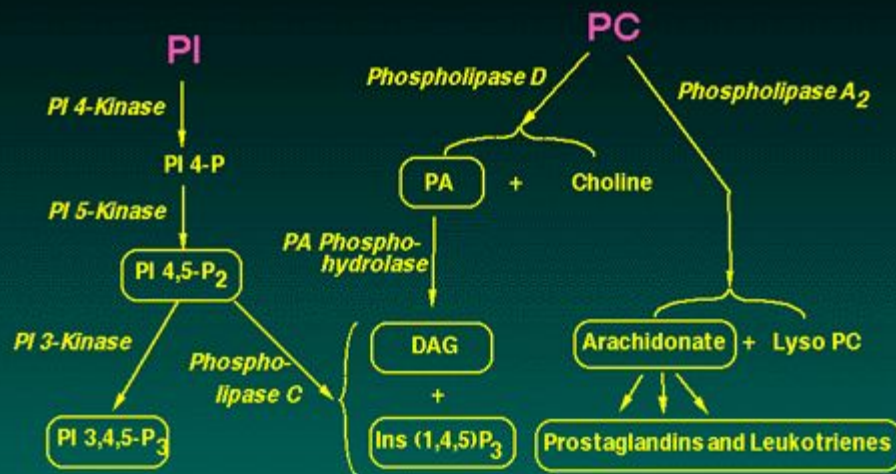 PI
PC
Phospholipase D
Phospholipase A2
PI 4-Kinase
PI 4-P
PA + Choline
PI 5-Kinase
PA Phospho-
hydrolase
PI 4,5-P2
PI 3-Kinase
Phospho-
lipase C
DAG
Arachidonate + Lyso PC
+
PI 3,4,5-P3
Ins (1,4,5)P3
Prostaglandins and Leukotrienes